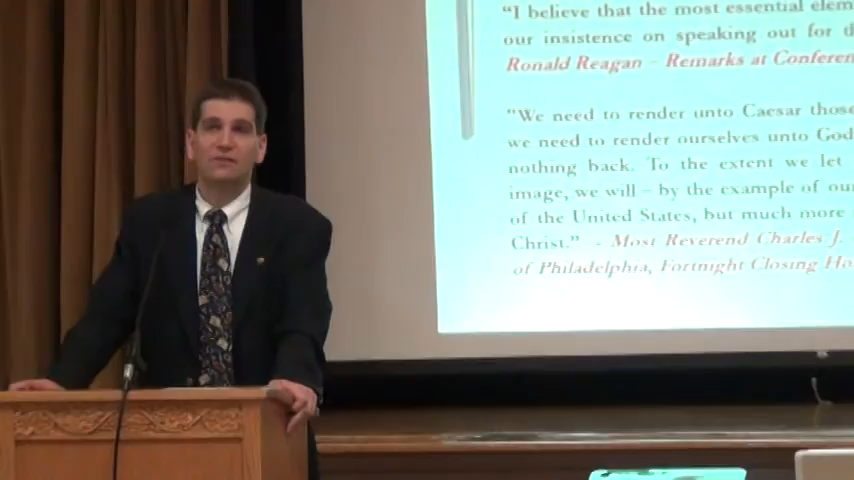 “I believe that the most essential elem
our insistence on speaking out for
Ronald Reagan – Remarks at Conferen
"We need to render unto Caesar those
we need to render ourselves unto God
nothing back. To the extent we let
image, we will – by the example of ou
of the United States, but much more
Christ.” - Most Reverend Charles J.
of Philadelphia, Fortnight Closing Ho